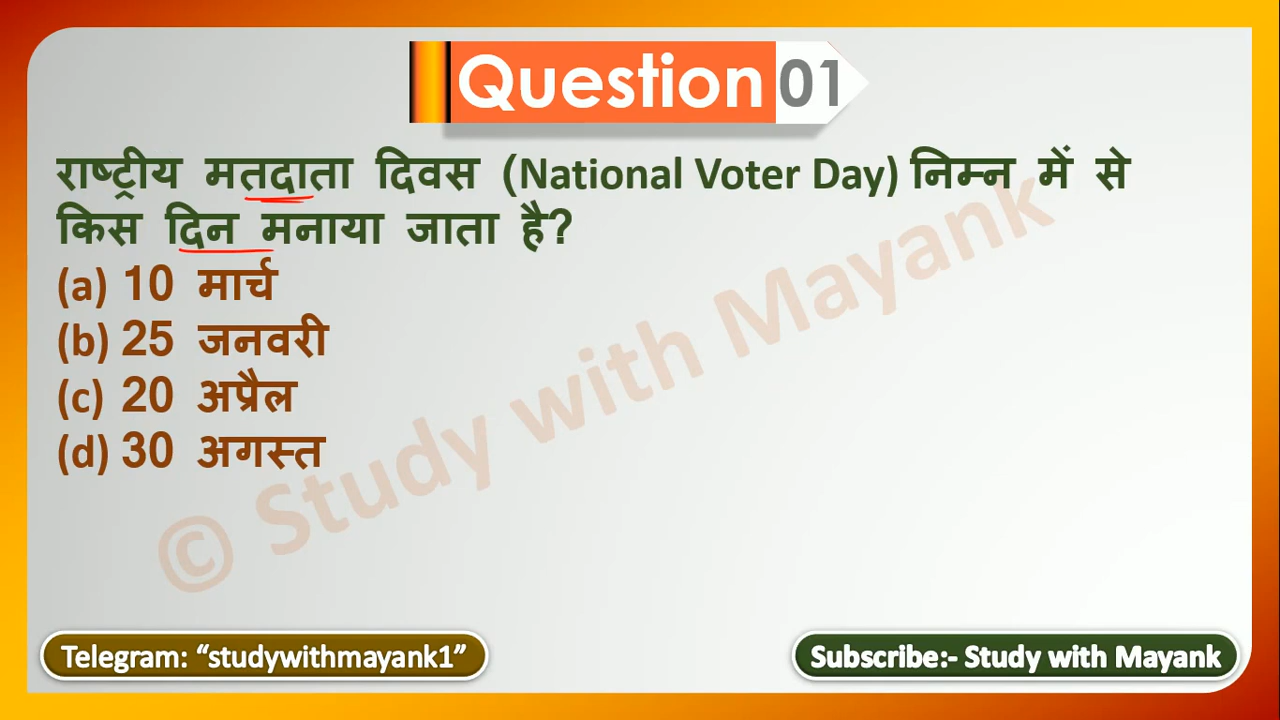 Question 01
राष्ट्रीय मतदाता दिवस (National Voter Day) निम्न में से
किस दिन मनाया जाता है?
(a) 10 मार्च
(b) 25 जनवरी
(c) 20 अप्रैल
(d) 30 अगस्त
© Study with Mayank
Telegram: “studywithmayank1”
Subscribe:- Study with Mayank